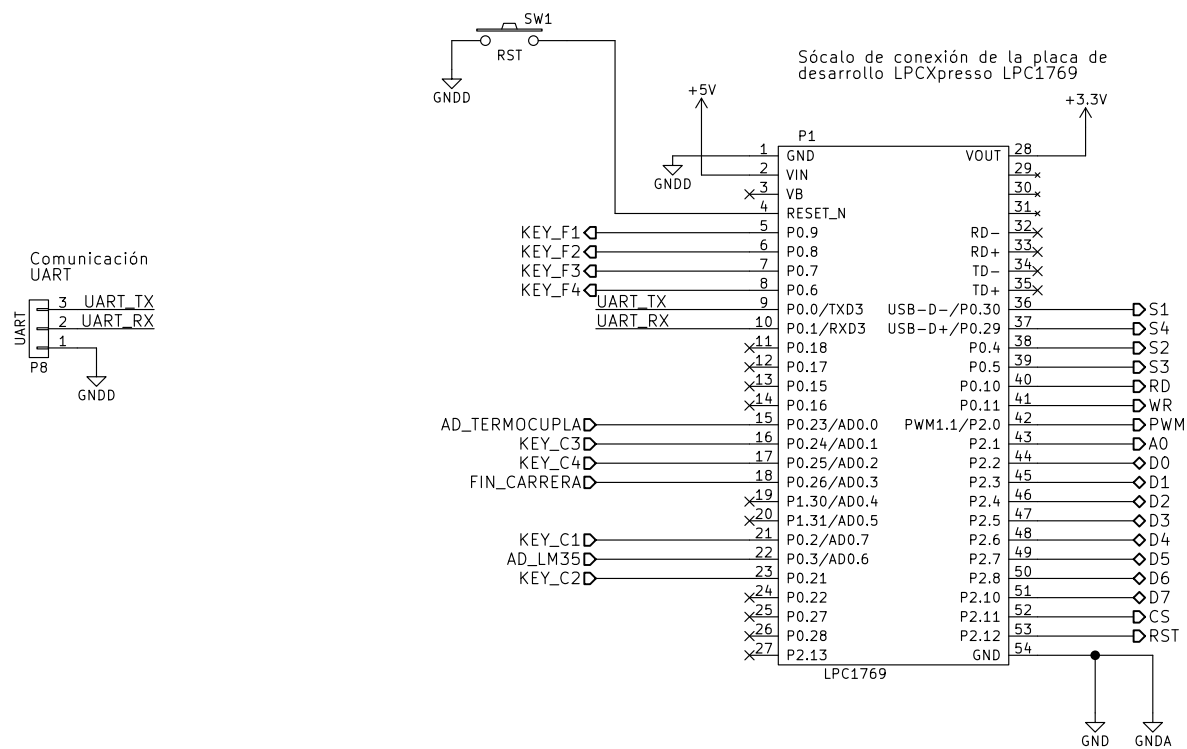 SW1
RST
GNDD
Sócalo de conexión de la placa de
desarrollo LPCXpresso LPC1769
+5V
+3.3V
P1
GNDD
1 GND
2 VIN
3 VB
4 RESET_N
KEY_F1 5 P0.9
KEY_F2 6 P0.8
KEY_F3 7 P0.7
KEY_F4 8 P0.6
UART_TX 9 P0.0/TXD3
UART_RX 10 P0.1/RXD3
11 P0.18
12 P0.17
13 P0.15
14 P0.16
AD_TERMOCUPLA 15 P0.23/AD0.0
KEY_C3 16 P0.24/AD0.1
KEY_C4 17 P0.25/AD0.2
FIN_CARRERA 18 P0.26/AD0.3
19 P1.30/AD0.4
20 P1.31/AD0.5
KEY_C1 21 P0.2/AD0.7
AD_LM35 22 P0.3/AD0.6
KEY_C2 23 P0.21
24 P0.22
25 P0.27
26 P0.28
27 P2.13
VOUT 28
29
30
31
RD- 32
RD+ 33
TD- 34
TD+ 35
USB-D-/P0.30 36 S1
USB-D+/P0.29 37 S4
P0.4 38 S2
P0.5 39 S3
P0.10 40 RD
P0.11 41 WR
PWM1.1/P2.0 42 PWM
P2.1 43 A0
P2.2 44 D0
P2.3 45 D1
P2.4 46 D2
P2.5 47 D3
P2.6 48 D4
P2.7 49 D5
P2.8 50 D6
P2.10 51 D7
P2.11 52 CS
P2.12 53 RST
GND 54
LPC1769
GND
GNDA
Comunicación
UART
UART
3 UART_TX
2 UART_RX
1
P8
GNDD